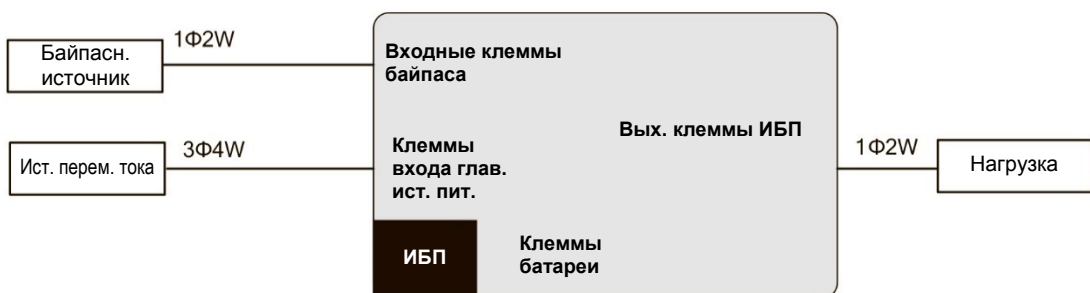 Байпасн.
источник
1Ф2W
Входные клеммы
байпаса
Вых. клеммы ИБП
Ист. перем. тока
3Ф4W
Клеммы
входа глав.
ист. пит.
1Ф2W
Нагрузка
ИБП
Клеммы
батареи